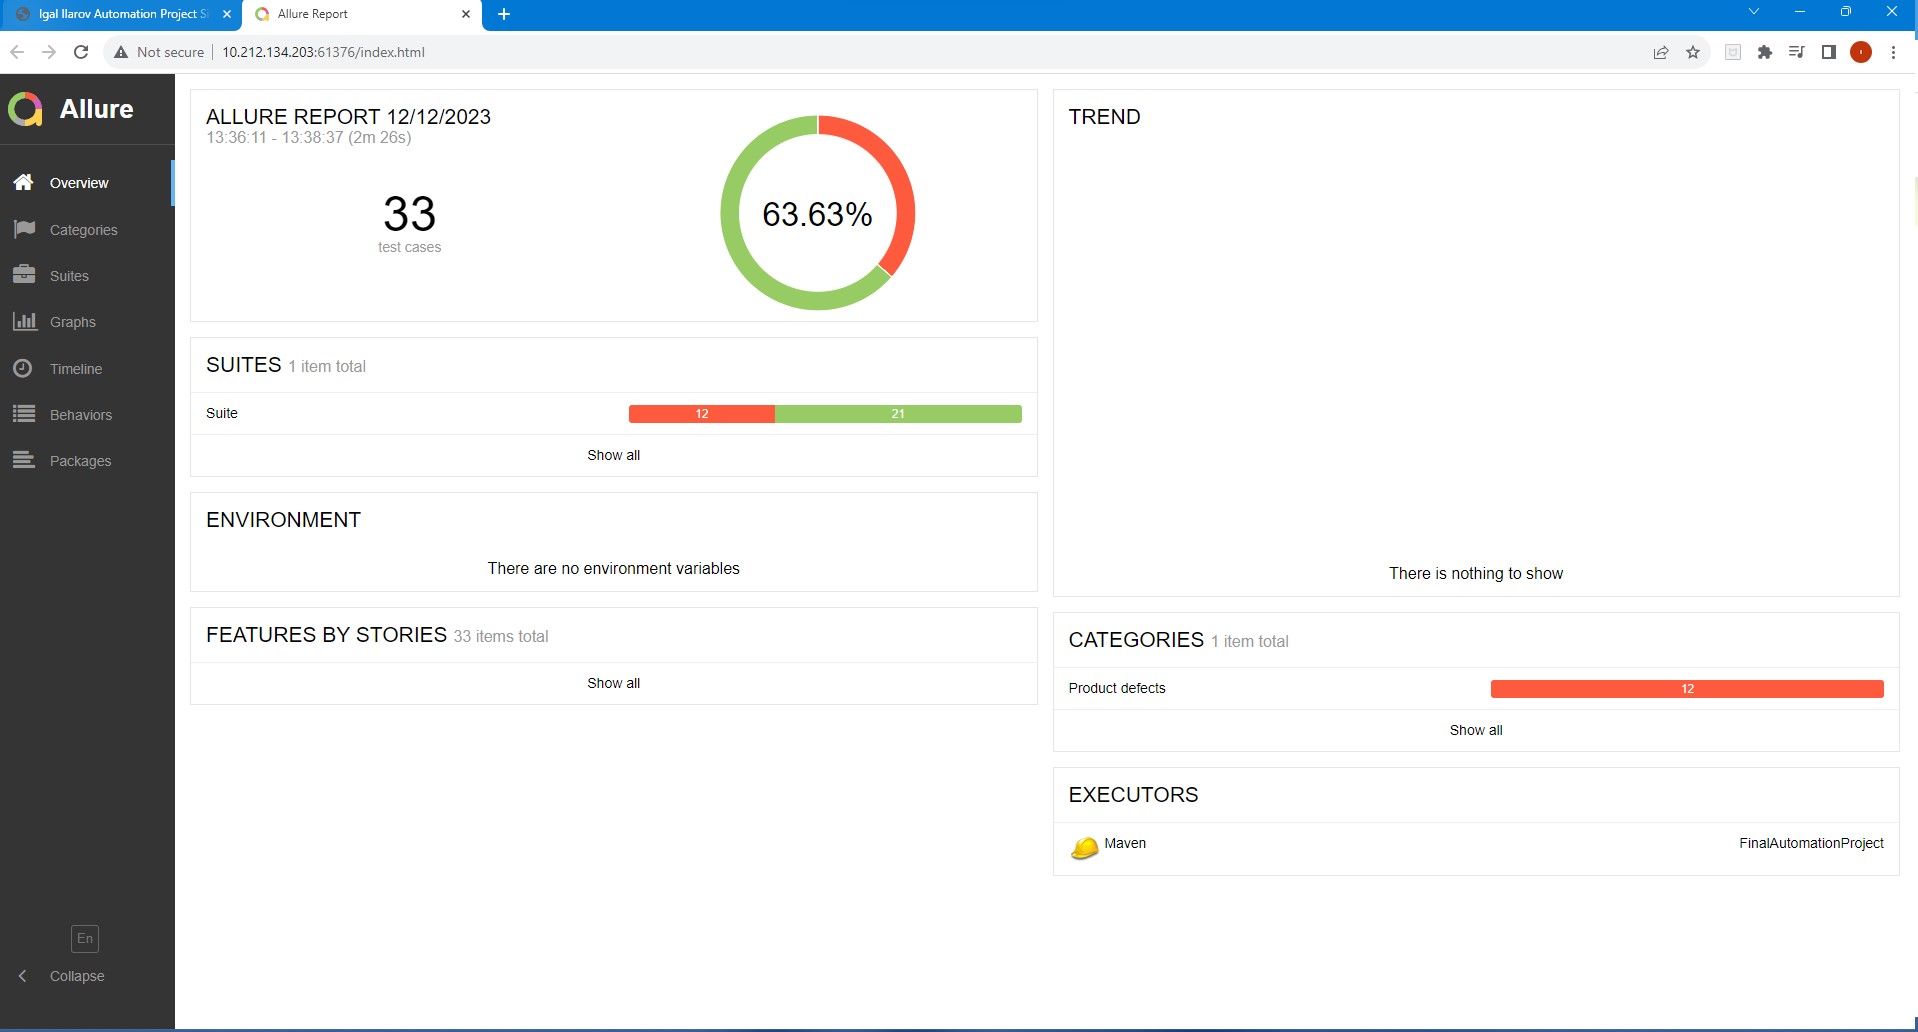 Igal Ilarov Automation Project Si
Allure Report
Not secure
10.212.134.203:61376/index.html
Allure
Overview
Categories
Suites
Graphs
Timeline
Behaviors
Packages
En
Collapse
ALLURE REPORT 12/12/2023
13:36:11 - 13:38:37 (2m 26s)
33
test cases
63.63%
SUITES 1 item total
Suite 12 21
Show all
ENVIRONMENT
There are no environment variables
FEATURES BY STORIES 33 items total
Show all
TREND
There is nothing to show
CATEGORIES 1 item total
Product defects 12
Show all
EXECUTORS
Maven FinalAutomationProject